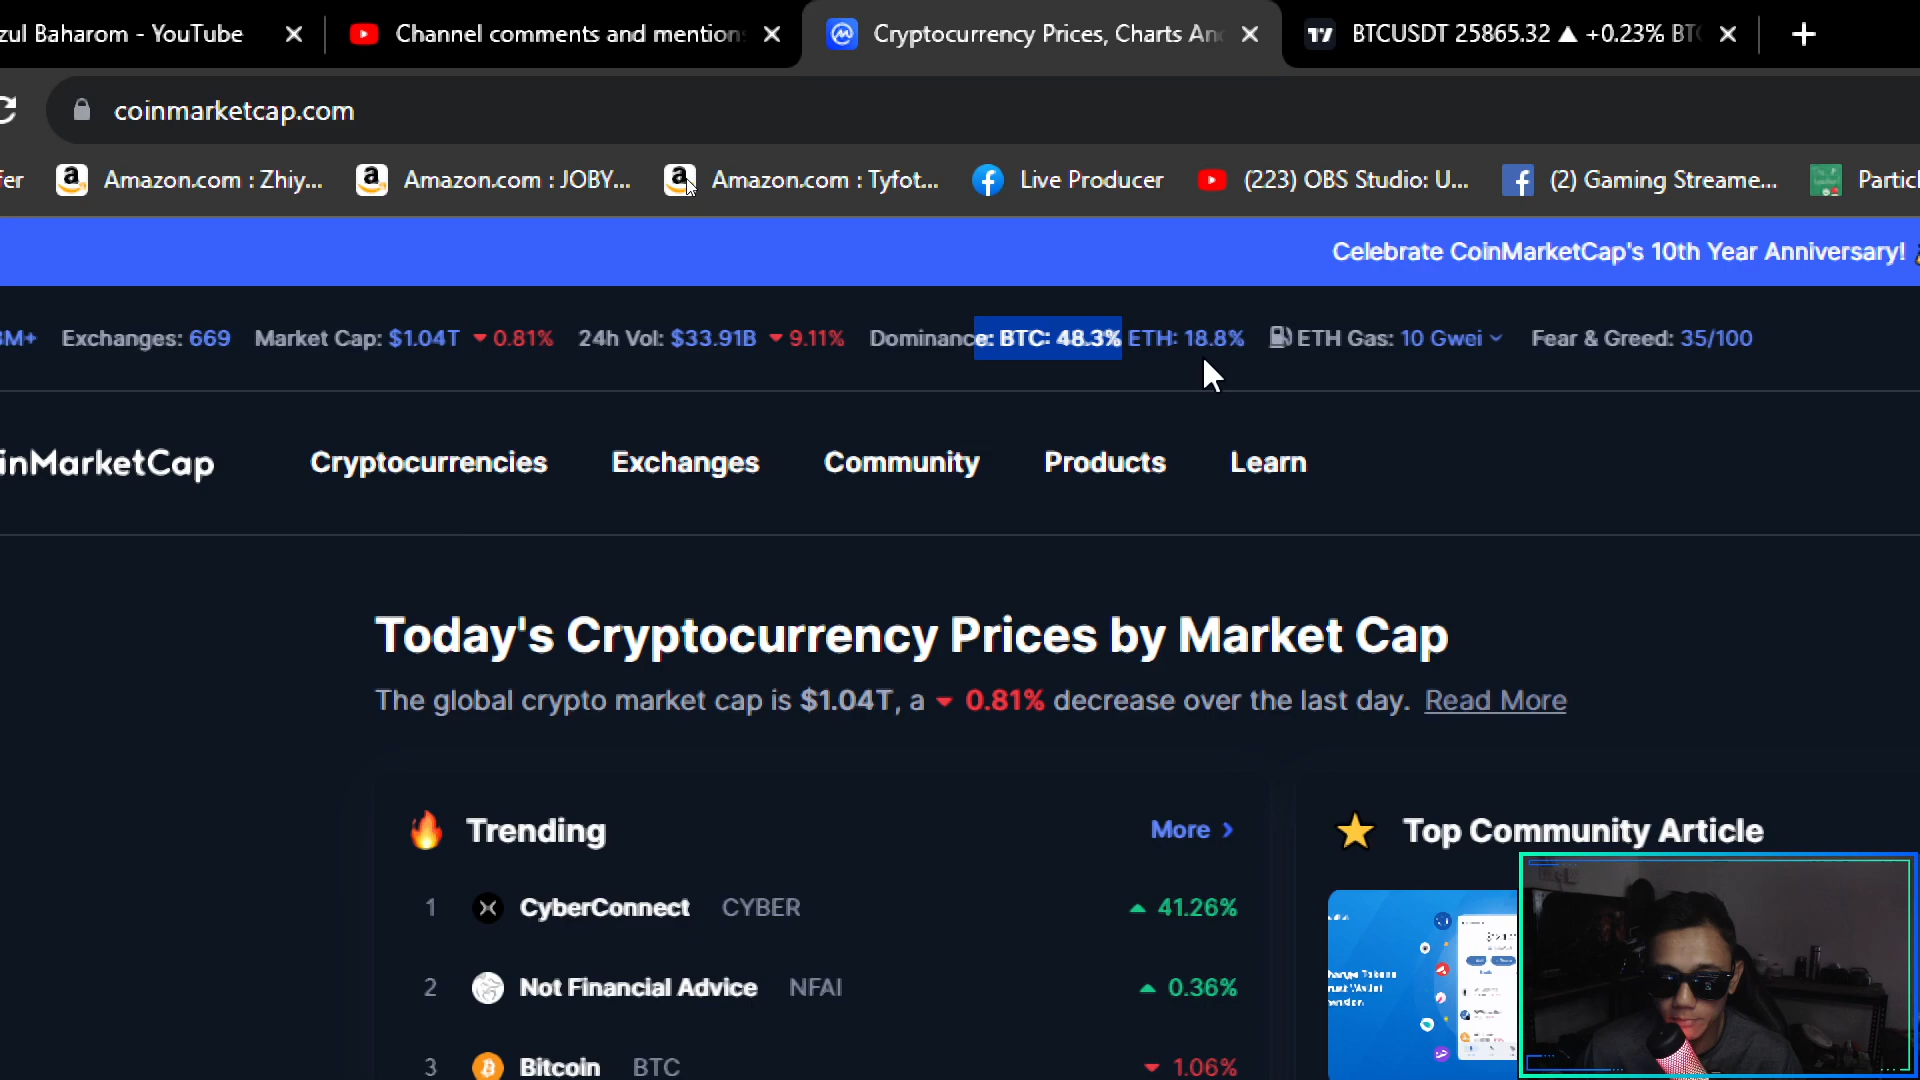 zul Baharom - YouTube
Channel comments and mention
Cryptocurrency Prices, Charts An
BTCUSDT 25865.32 ▲ +0.23% BT
coinmarketcap.com
fer
Amazon.com : Zhiy...
Amazon.com : JOBY...
Amazon.com : Tyfot...
Live Producer
(223) OBS Studio: U...
(2) Gaming Streame...
Particl
Celebrate CoinMarketCap's 10th Year Anniversary!
M+ Exchanges: 669 Market Cap: $1.04T ▼ 0.81% 24h Vol: $33.91B ▼ 9.11% Dominance: BTC: 48.3% ETH: 18.8% ETH Gas: 10 Gwei Fear & Greed: 35/100
inMarketCap
Cryptocurrencies Exchanges Community Products Learn
Today's Cryptocurrency Prices by Market Cap
The global crypto market cap is $1.04T, a ▼ 0.81% decrease over the last day. Read More
Trending
More >
1 CyberConnect CYBER ▲ 41.26%
2 Not Financial Advice NFAI ▲ 0.36%
3 Bitcoin BTC ▼ 1.06%
Top Community Article